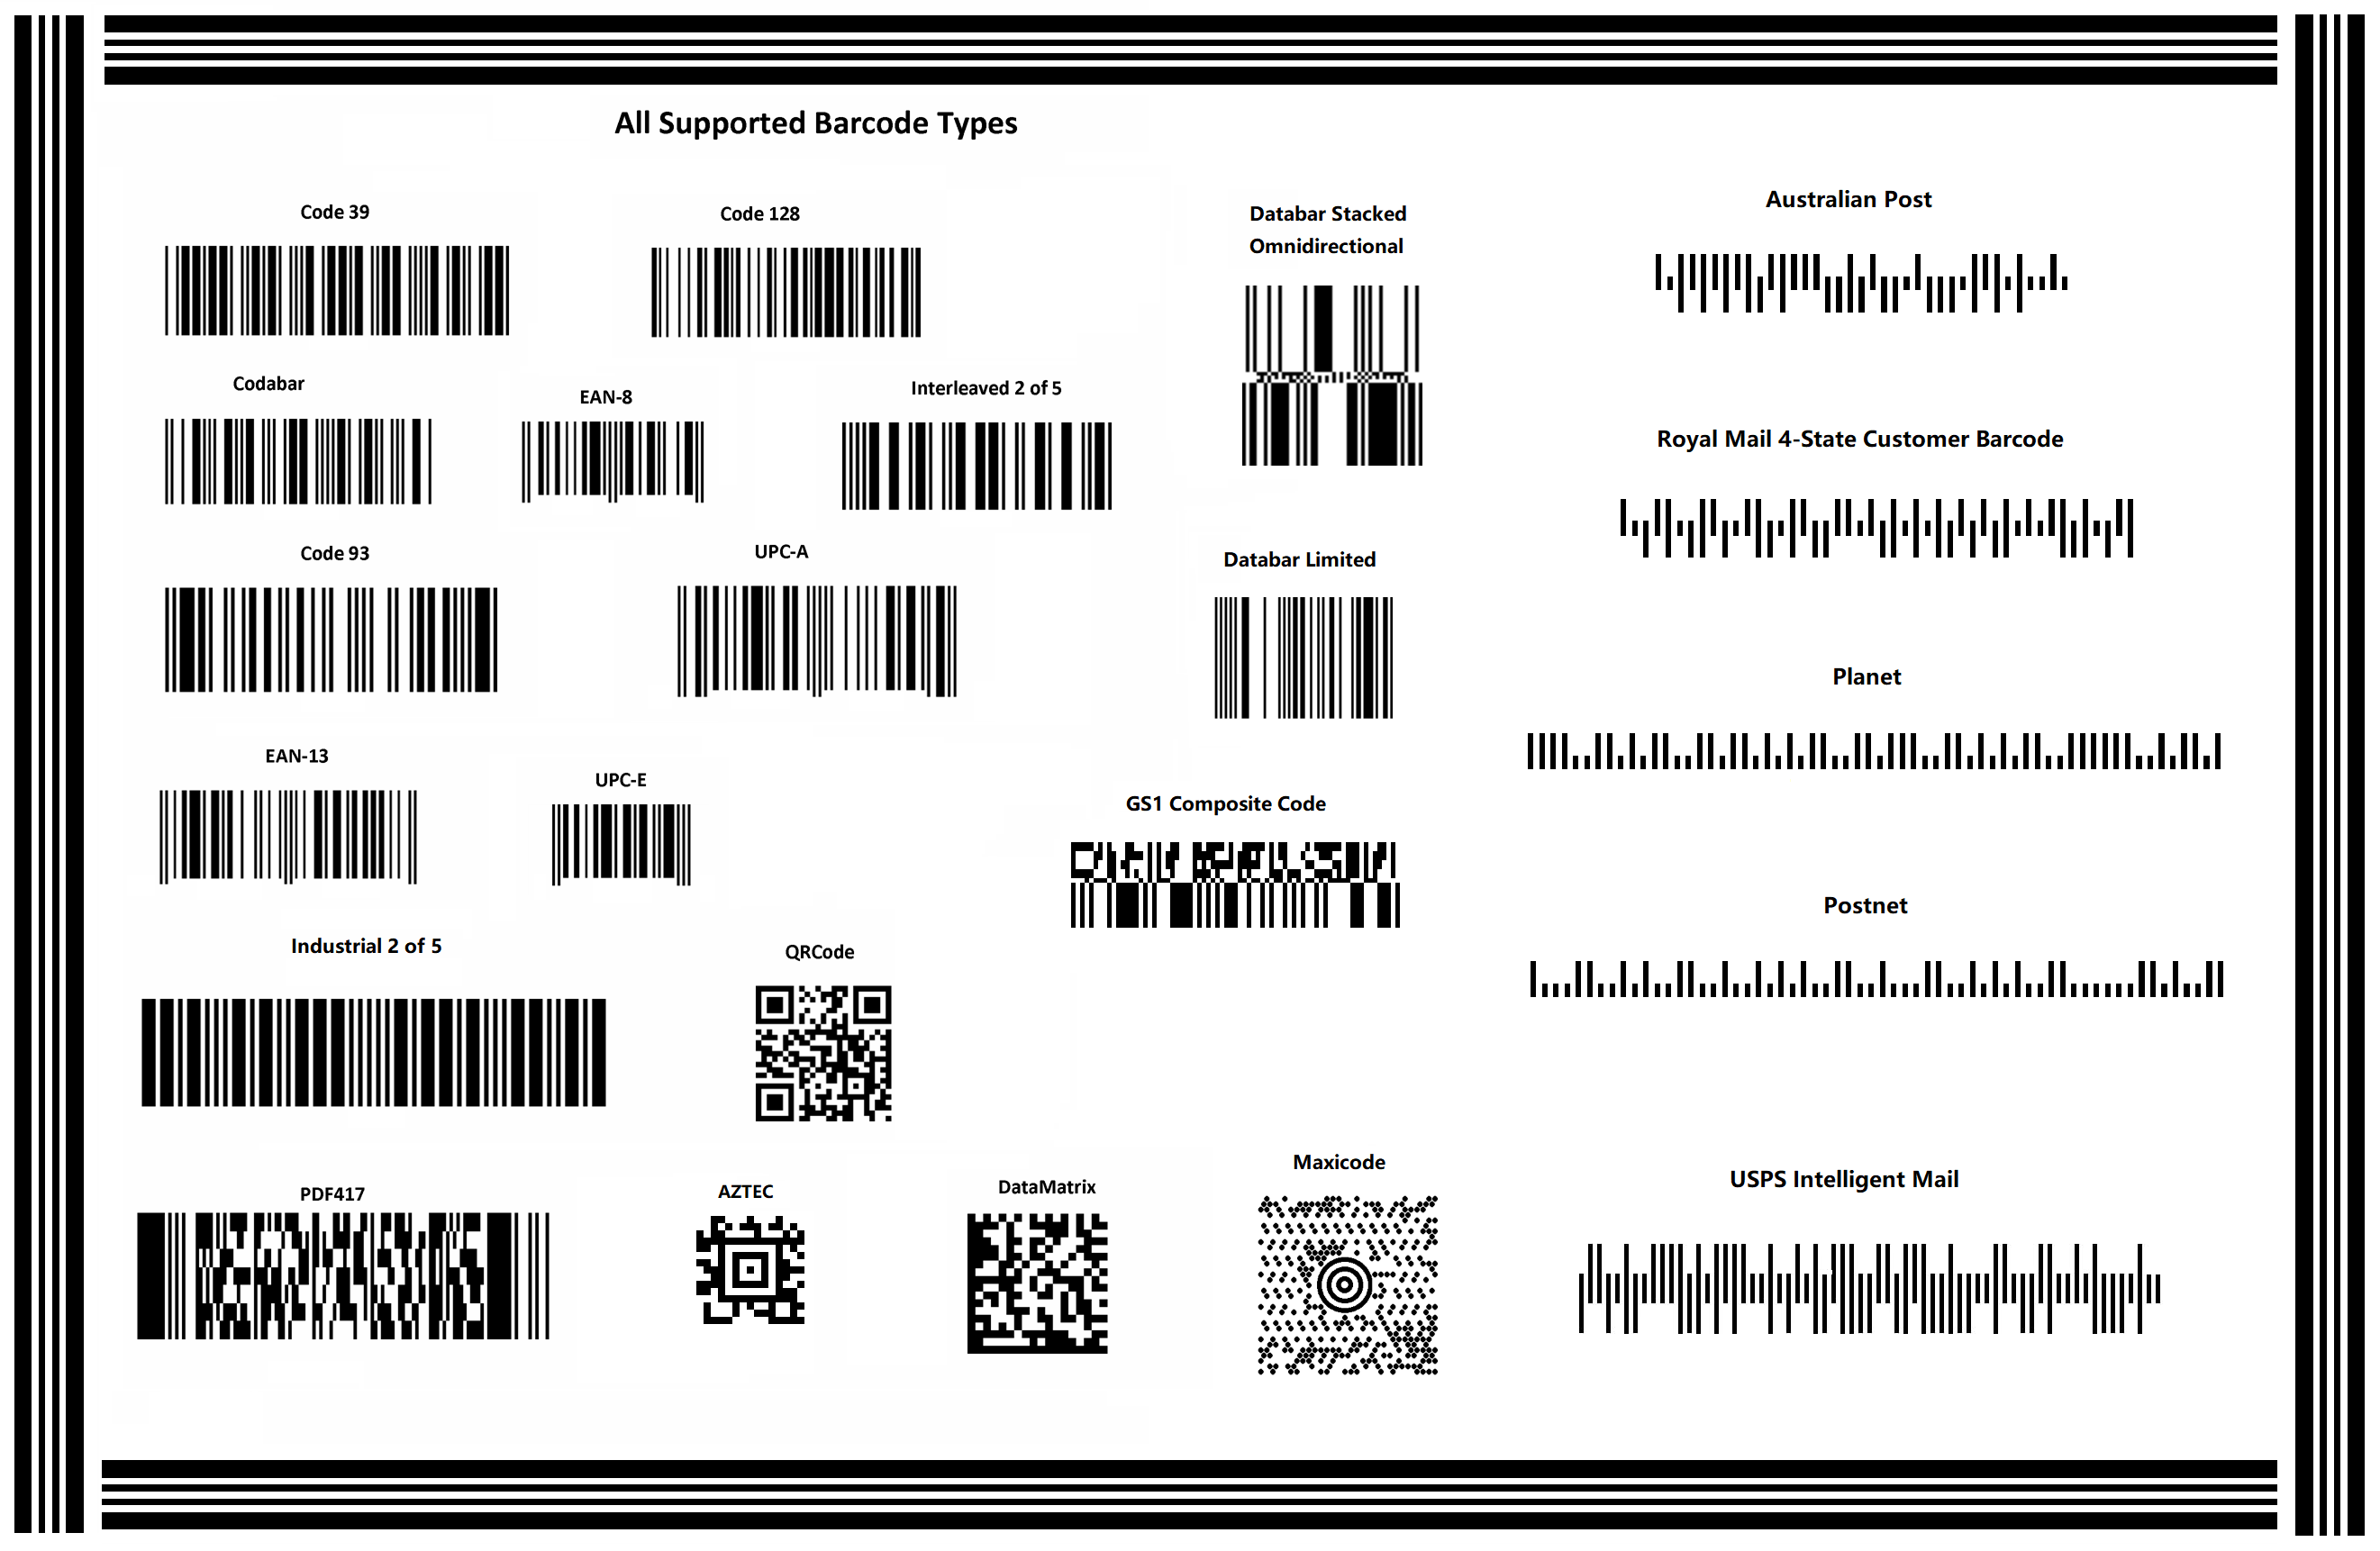 All Supported Barcode Types
Code 39
Code 128
Databar Stacked
Omnidirectional
Australian Post
Codabar
EAN-8
Interleaved 2 of 5
Royal Mail 4-State Customer Barcode
Code 93
UPC-A
Databar Limited
Planet
EAN-13
UPC-E
GS1 Composite Code
Postnet
Industrial 2 of 5
QRCode
PDF417
AZTEC
DataMatrix
Maxicode
USPS Intelligent Mail